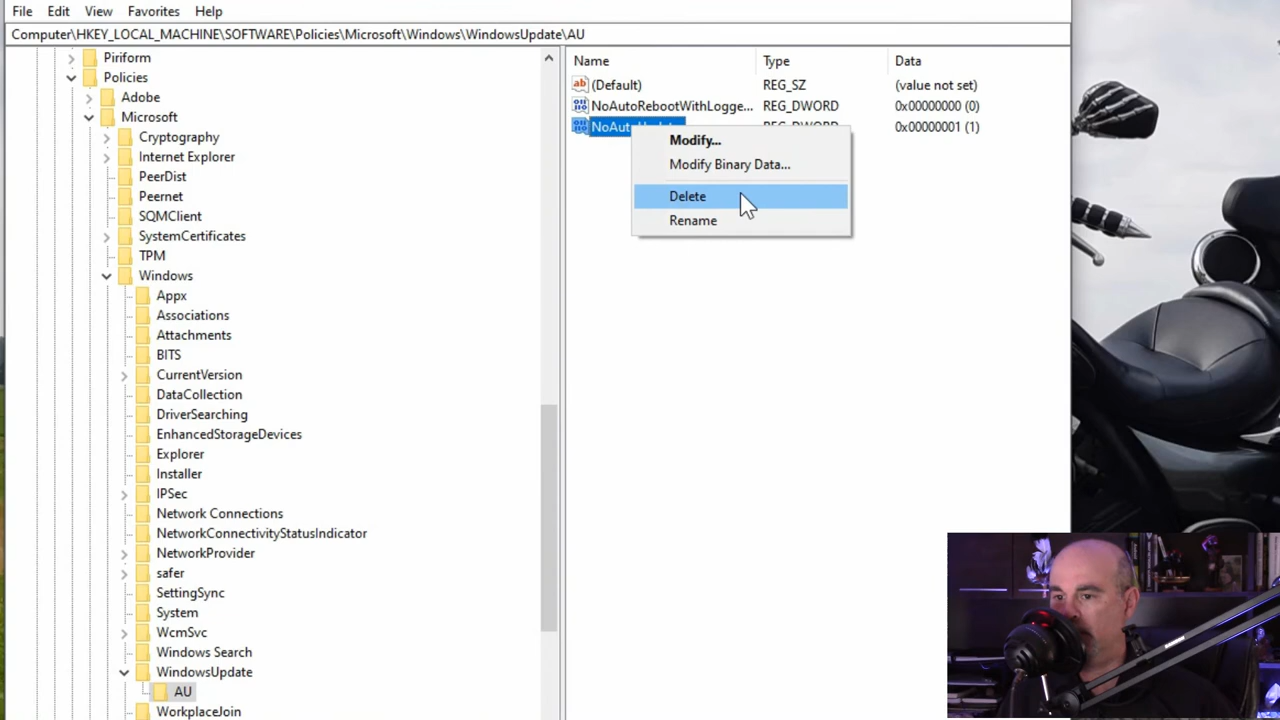 File Edit View Favorites Help
Computer\HKEY_LOCAL_MACHINE\SOFTWARE\Policies\Microsoft\Windows\WindowsUpdate\AU
Piriform
Policies
Adobe
Microsoft
Cryptography
Internet Explorer
PeerDist
Peernet
SQMClient
SystemCertificates
TPM
Windows
Appx
Associations
Attachments
BITS
CurrentVersion
DataCollection
DriverSearching
EnhancedStorageDevices
Explorer
Installer
IPSec
Network Connections
NetworkConnectivityStatusIndicator
NetworkProvider
safer
SettingSync
System
WcmSvc
Windows Search
WindowsUpdate
AU
WorkplaceJoin
Name Type Data
(Default) REG_SZ (value not set)
NoAutoRebootWithLogge... REG_DWORD 0x00000000 (0)
REG_DWORD 0x00000001 (1)
Modify...
Modify Binary Data...
Delete
Rename